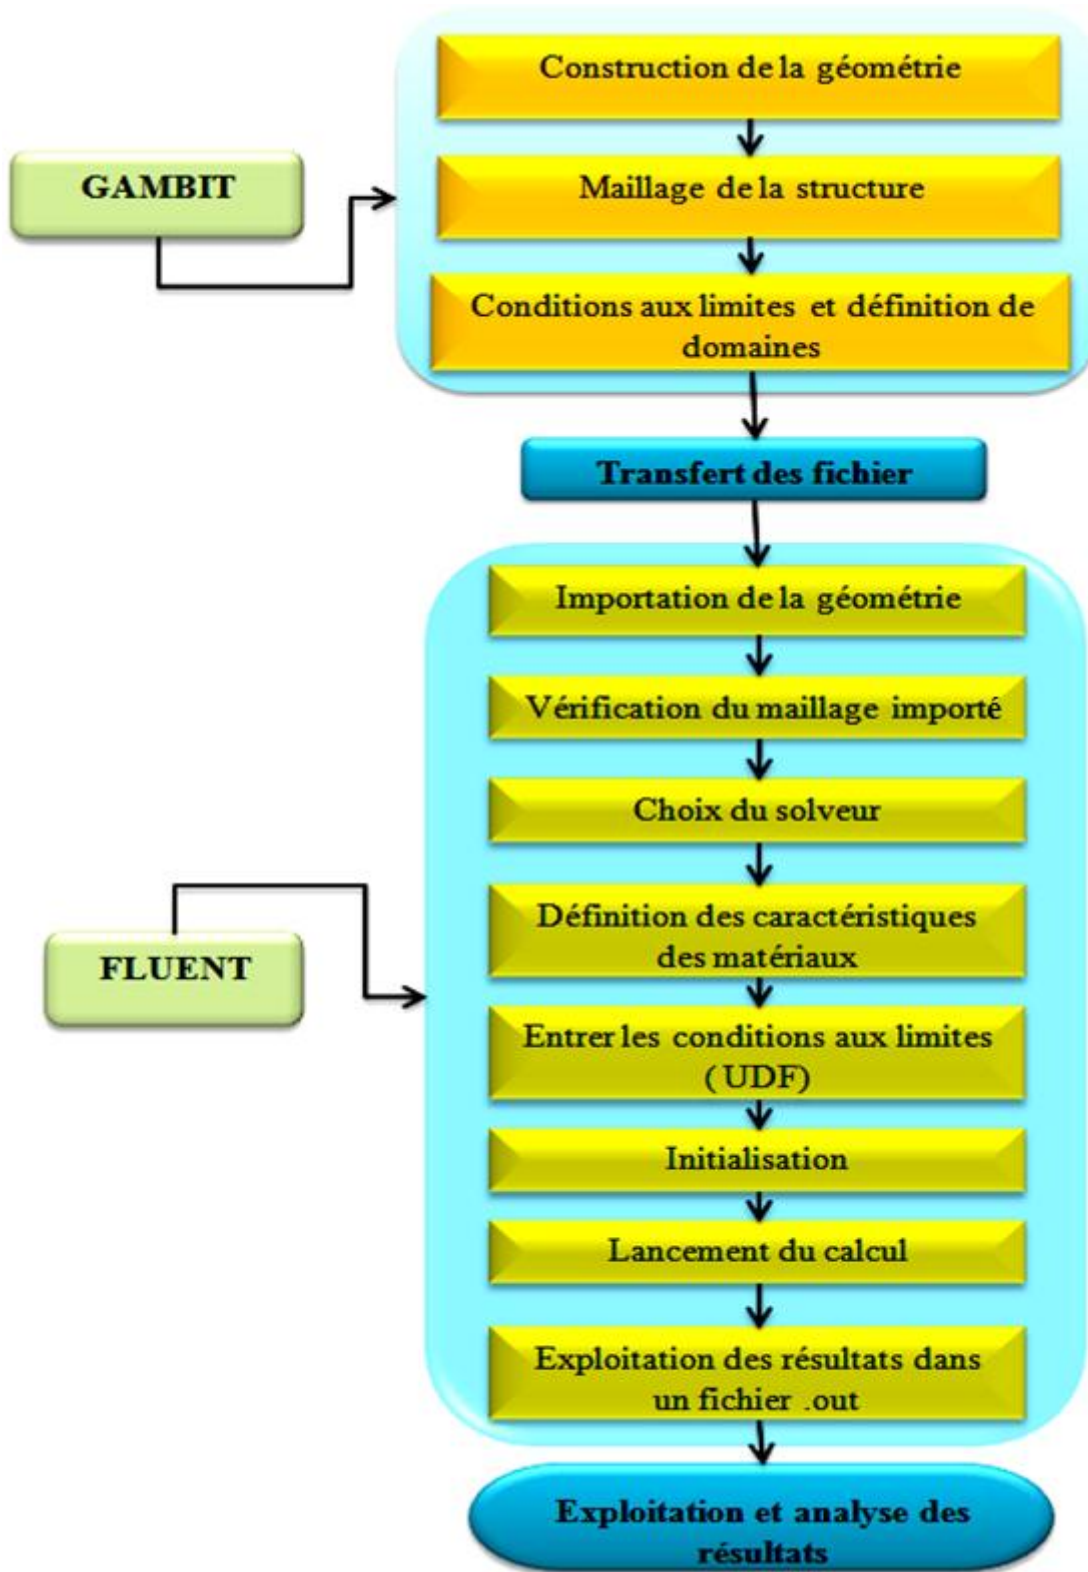 Construction de la géométrie
GAMBIT
Maillage de la structure
Conditions aux limites et définition de
domaines
Transfert des fichier
Importation de la géométrie
Vérification du maillage importé
Choix du solveur
Définition des caractéristiques
des matériaux
FLUENT
Entrer les conditions aux limites
( UDF)
Initialisation
Lancement du calcul
Exploitation des résultats dans
un fichier .out
Exploitation et analyse des
résultats